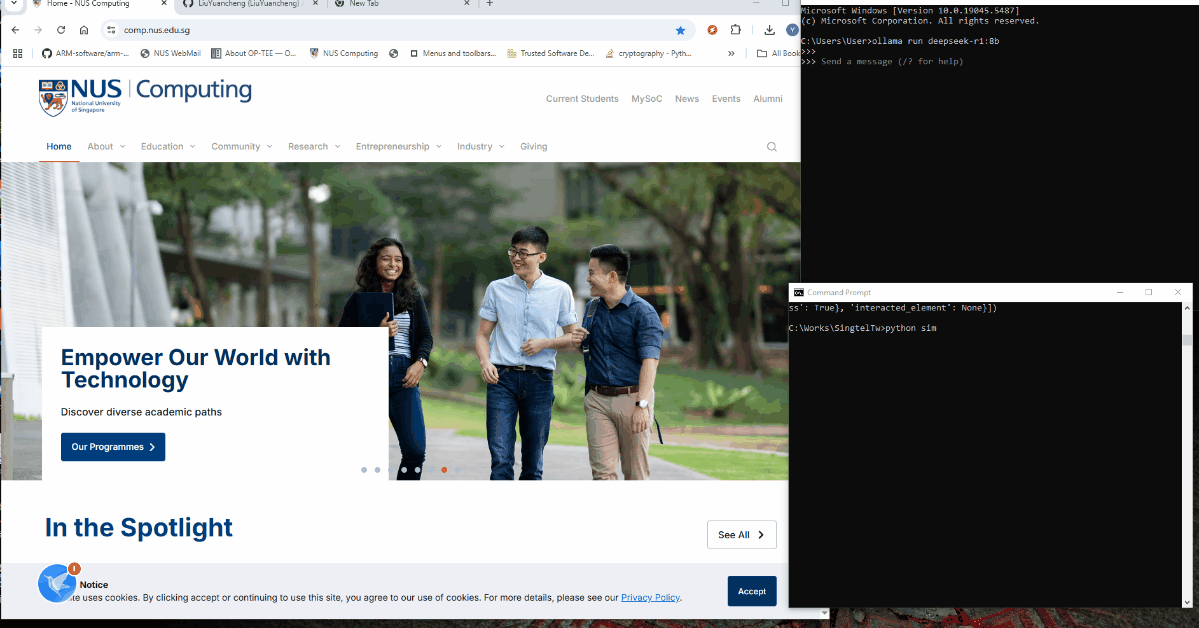 Home - NUS Computing
LiuYuancheng (LiuYuancheng)
New Tab
comp.nus.edu.sg
Y
ARM-software/arm-...
NUS WebMail
About OP-TEE — O...
NUS Computing
Menus and toolbars...
Trusted Software De...
cryptography - Pyth...
»
All Book
NUS
National University
of Singapore
Computing
Current Students
MySoC
News
Events
Alumni
Home
About
Education
Community
Research
Entrepreneurship
Industry
Giving
Empower Our World with
Technology
Discover diverse academic paths
Our Programmes
In the Spotlight
See All
Notice
te uses cookies. By clicking accept or continuing to use this site, you agree to our use of cookies. For more details, please see our Privacy Policy.
Accept
Microsoft Windows [Version 10.0.19045.5487]
(c) Microsoft Corporation. All rights reserved.
C:\Users\User>ollama run deepseek-r1:8b
>>>
>>> Send a message (/? for help)
Command Prompt
ss': True}, 'interacted_element': None}])
C:\Works\SingtelTw>python sim